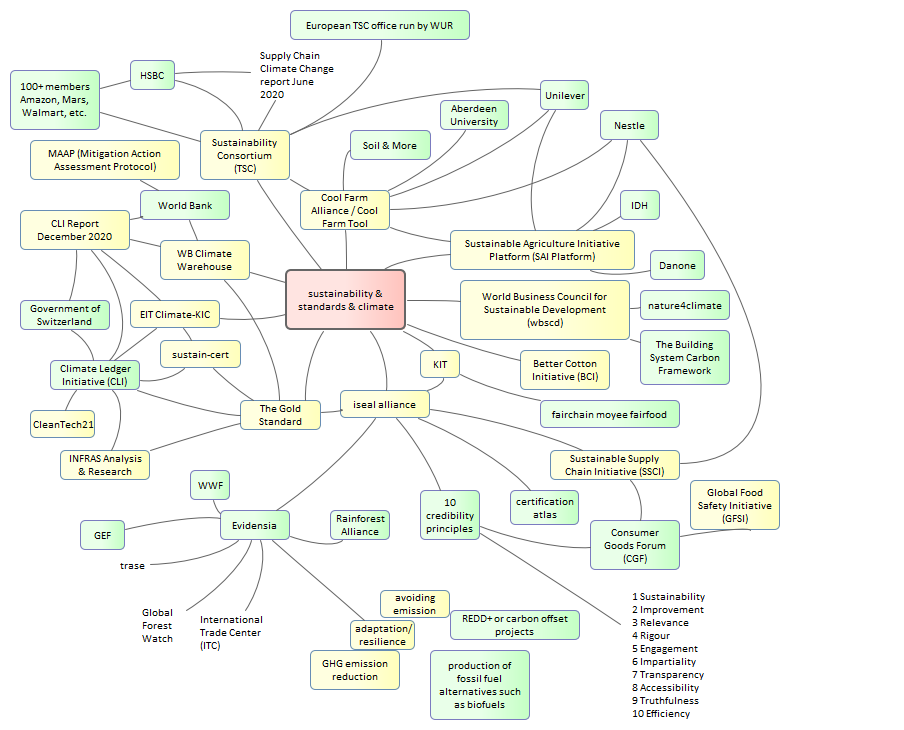 European TSC office run by WUR
HSBC
Supply Chain
Climate Change
report June
2020
100+ members
Amazon, Mars,
Walmart, etc.
Unilever
Aberdeen
University
Nestle
Sustainability
Consortium
(TSC)
Soil & More
MAAP (Mitigation Action
Assessment Protocol)
World Bank
Cool Farm
Alliance / Cool
Farm Tool
IDH
CLI Report
December 2020
WB Climate
Warehouse
Sustainable Agriculture Initiative
Platform (SAI Platform)
Danone
sustainability &
standards & climate
World Business Council for
Sustainable Development
(wbscd)
nature4climate
Government of
Switzerland
EIT Climate-KIC
The Building
System Carbon
Framework
sustain-cert
KIT
Better Cotton
Initiative (BCI)
Climate Ledger
Initiative (CLI)
CleanTech21
The Gold
Standard
iseal alliance
fairchain moyee fairfood
INFRAS Analysis
& Research
Sustainable Supply
Chain Initiative (SSCI)
WWF
10
credibility
principles
certification
atlas
Global Food
Safety Initiative
(GFSI)
GEF
Evidensia
Rainforest
Alliance
Consumer
Goods Forum
(CGF)
trase
Global
Forest
Watch
International
Trade Center
(ITC)
avoiding
emission
adaptation/
resilience
REDD+ or carbon offset
projects
GHG emission
reduction
production of
fossil fuel
alternatives such
as biofuels
1 Sustainability
2 Improvement
3 Relevance
4 Rigour
5 Engagement
6 Impartiality
7 Transparency
8 Accessibility
9 Truthfulness
10 Efficiency